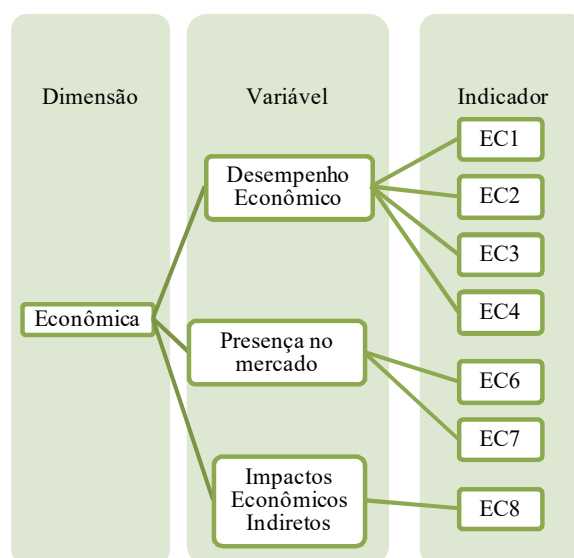 Dimensão
Variável
Indicador
Econômica
Desempenho
Econômico
EC1
EC2
EC3
EC4
Presença no
mercado
EC6
EC7
Impactos
Econômicos
Indiretos
EC8